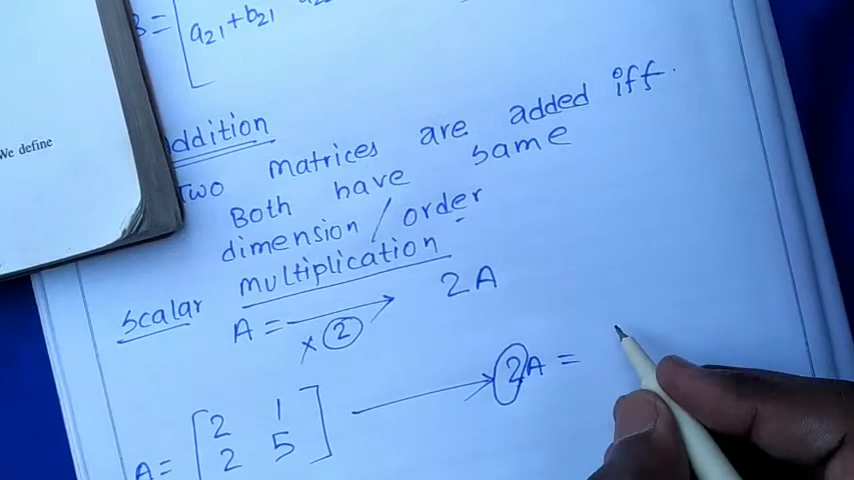 B = [
a21+b21
We define
ddition
Two matrices are added iff.
Both have same
dimension / order
Scalar multiplication
A = → 2A
× 2
A = [ 2 1 → 2A =
2 5 ]